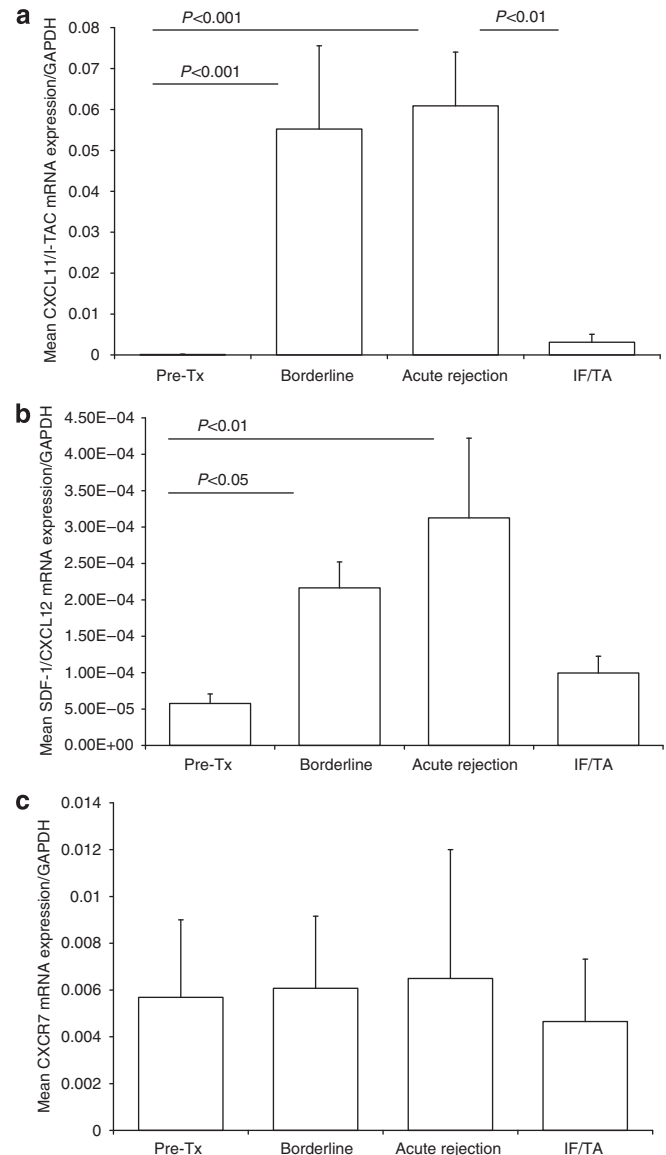 a
Mean CXCL11/I-TAC mRNA expression/GAPDH
0.08
0.07
0.06
0.05
0.04
0.03
0.02
0.01
0
P<0.001
P<0.01
P<0.001
Pre-Tx Borderline Acute rejection IF/TA
b
Mean SDF-1/CXCL12 mRNA expression/GAPDH
4.50E–04
4.00E–04
3.50E–04
3.00E–04
2.50E–04
2.00E–04
1.50E–04
1.00E–04
5.00E–05
0.00E+00
P<0.01
P<0.05
Pre-Tx Borderline Acute rejection IF/TA
c
Mean CXCR7 mRNA expression/GAPDH
0.014
0.012
0.01
0.008
0.006
0.004
0.002
0
Pre-Tx Borderline Acute rejection IF/TA